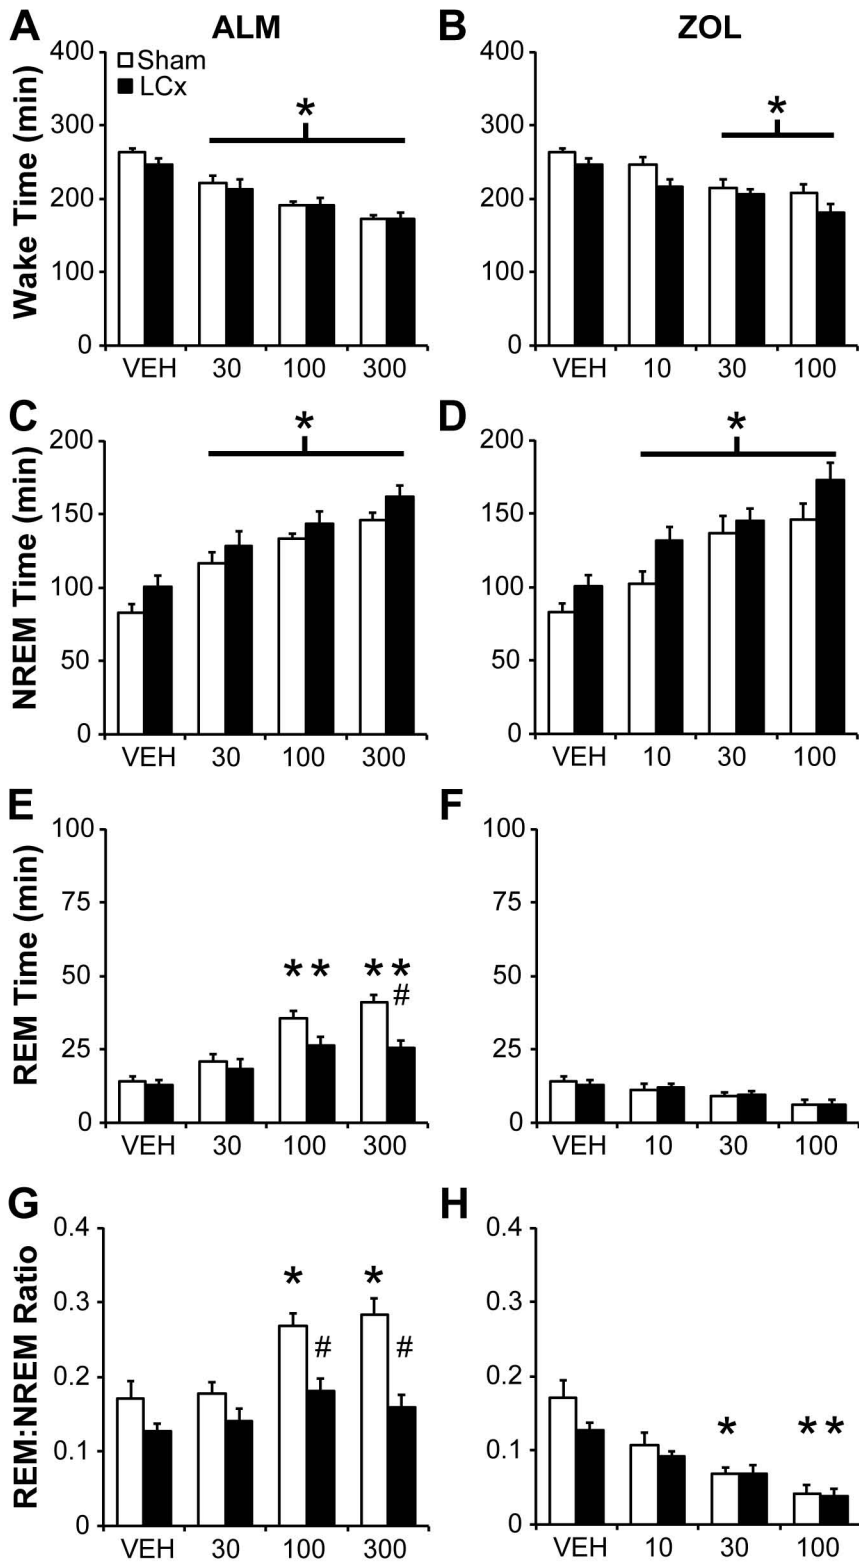 A ALM B ZOL
Sham
LCx
Wake Time (min)
400 400
300 300
200 200
100 100
0 0
* *
VEH 30 100 300 VEH 10 30 100
C D
NREM Time (min)
200 200
150 150
100 100
50 50
0 0
* *
VEH 30 100 300 VEH 10 30 100
E F
REM Time (min)
100 100
75 75
50 50
25 25
0 0
* * * *
#
VEH 30 100 300 VEH 10 30 100
G H
REM:NREM Ratio
0.4 0.4
0.3 0.3
0.2 0.2
0.1 0.1
0 0
* *
# #
* * *
VEH 30 100 300 VEH 10 30 100